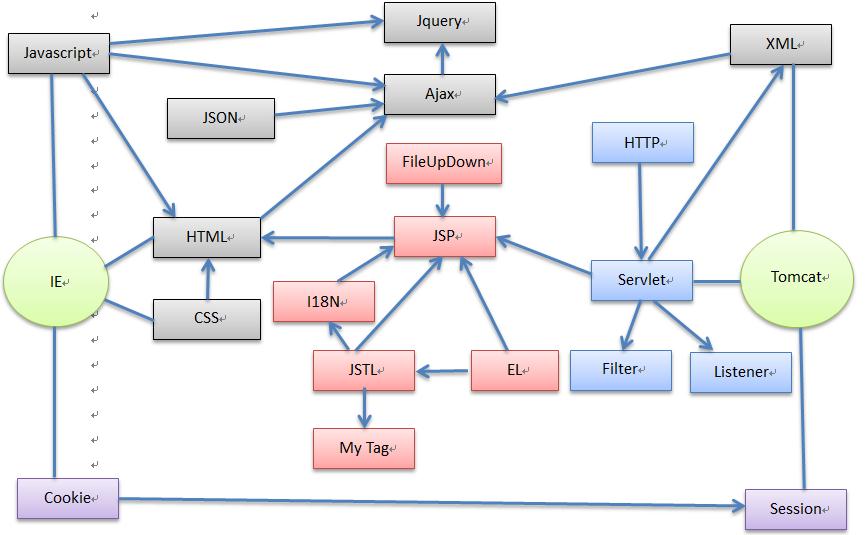 Jquery
Javascript
XML
Ajax
JSON
HTTP
FileUpDown
HTML
JSP
IE
Servlet
Tomcat
I18N
CSS
JSTL
EL
Filter
Listener
My Tag
Cookie
Session